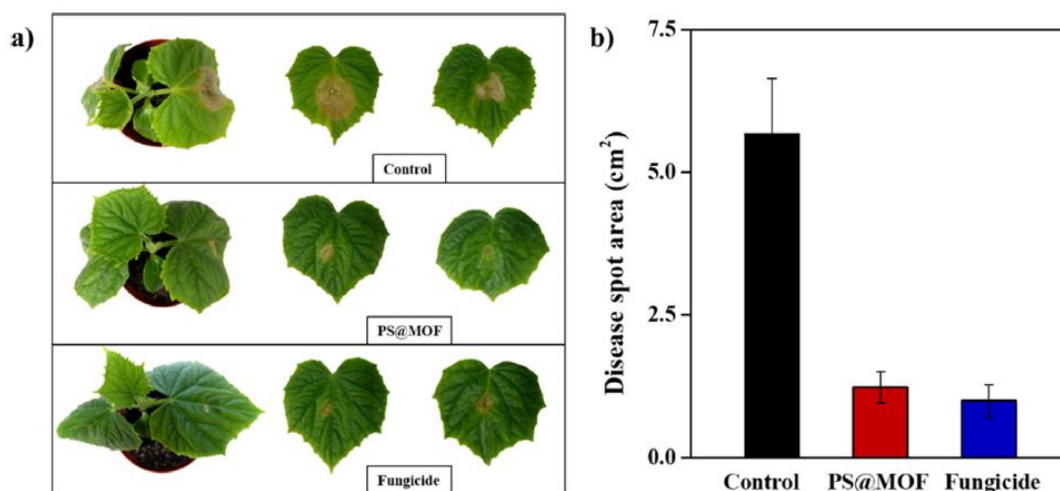 a)
Control
PS@MOF
Fungicide
b)
Disease spot area (cm²)
7.5
5.0
2.5
0.0
Control PS@MOF Fungicide